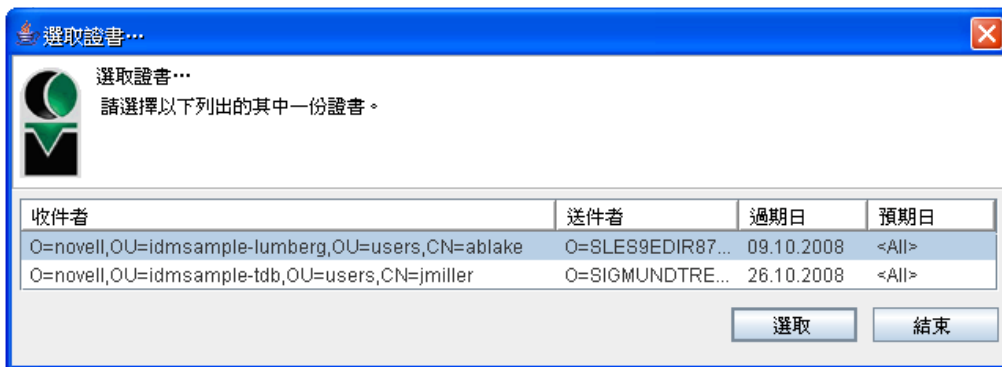 選取證書…
選取證書…
請選擇以下列出的其中一份證書。
收件者 送件者 過期日 預期日
O=novell,OU=idmsample-lumberg,OU=users,CN=ablake O=SLES9EDIR87... 09.10.2008 <All>
O=novell,OU=idmsample-tdb,OU=users,CN=jmiller O=SIGMUNDTRE... 26.10.2008 <All>
選取 結束